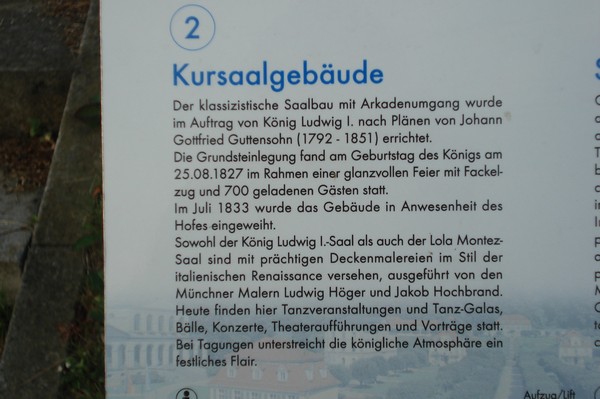 2
Kursaalgebäude
Der klassizistische Saalbau mit Arkadenumgang wurde
im Auftrag von König Ludwig I. nach Plänen von Johann
Gottfried Guttensohn (1792 - 1851) errichtet.
Die Grundsteinlegung fand am Geburtstag des Königs am
25.08.1827 im Rahmen einer glanzvollen Feier mit Fackel-
zug und 700 geladenen Gästen statt.
Im Juli 1833 wurde das Gebäude in Anwesenheit des
Hofes eingeweiht.
Sowohl der König Ludwig I.-Saal als auch der Lola Montez-
Saal sind mit prächtigen Deckenmalereien im Stil der
italienischen Renaissance versehen, ausgeführt von den
Münchner Malern Ludwig Höger und Jakob Hochbrand.
Heute finden hier Tanzveranstaltungen und Tanz-Galas,
Bälle, Konzerte, Theateraufführungen und Vorträge statt.
Bei Tagungen unterstreicht die königliche Atmosphäre ein
festliches Flair.
Aufzug/Lift